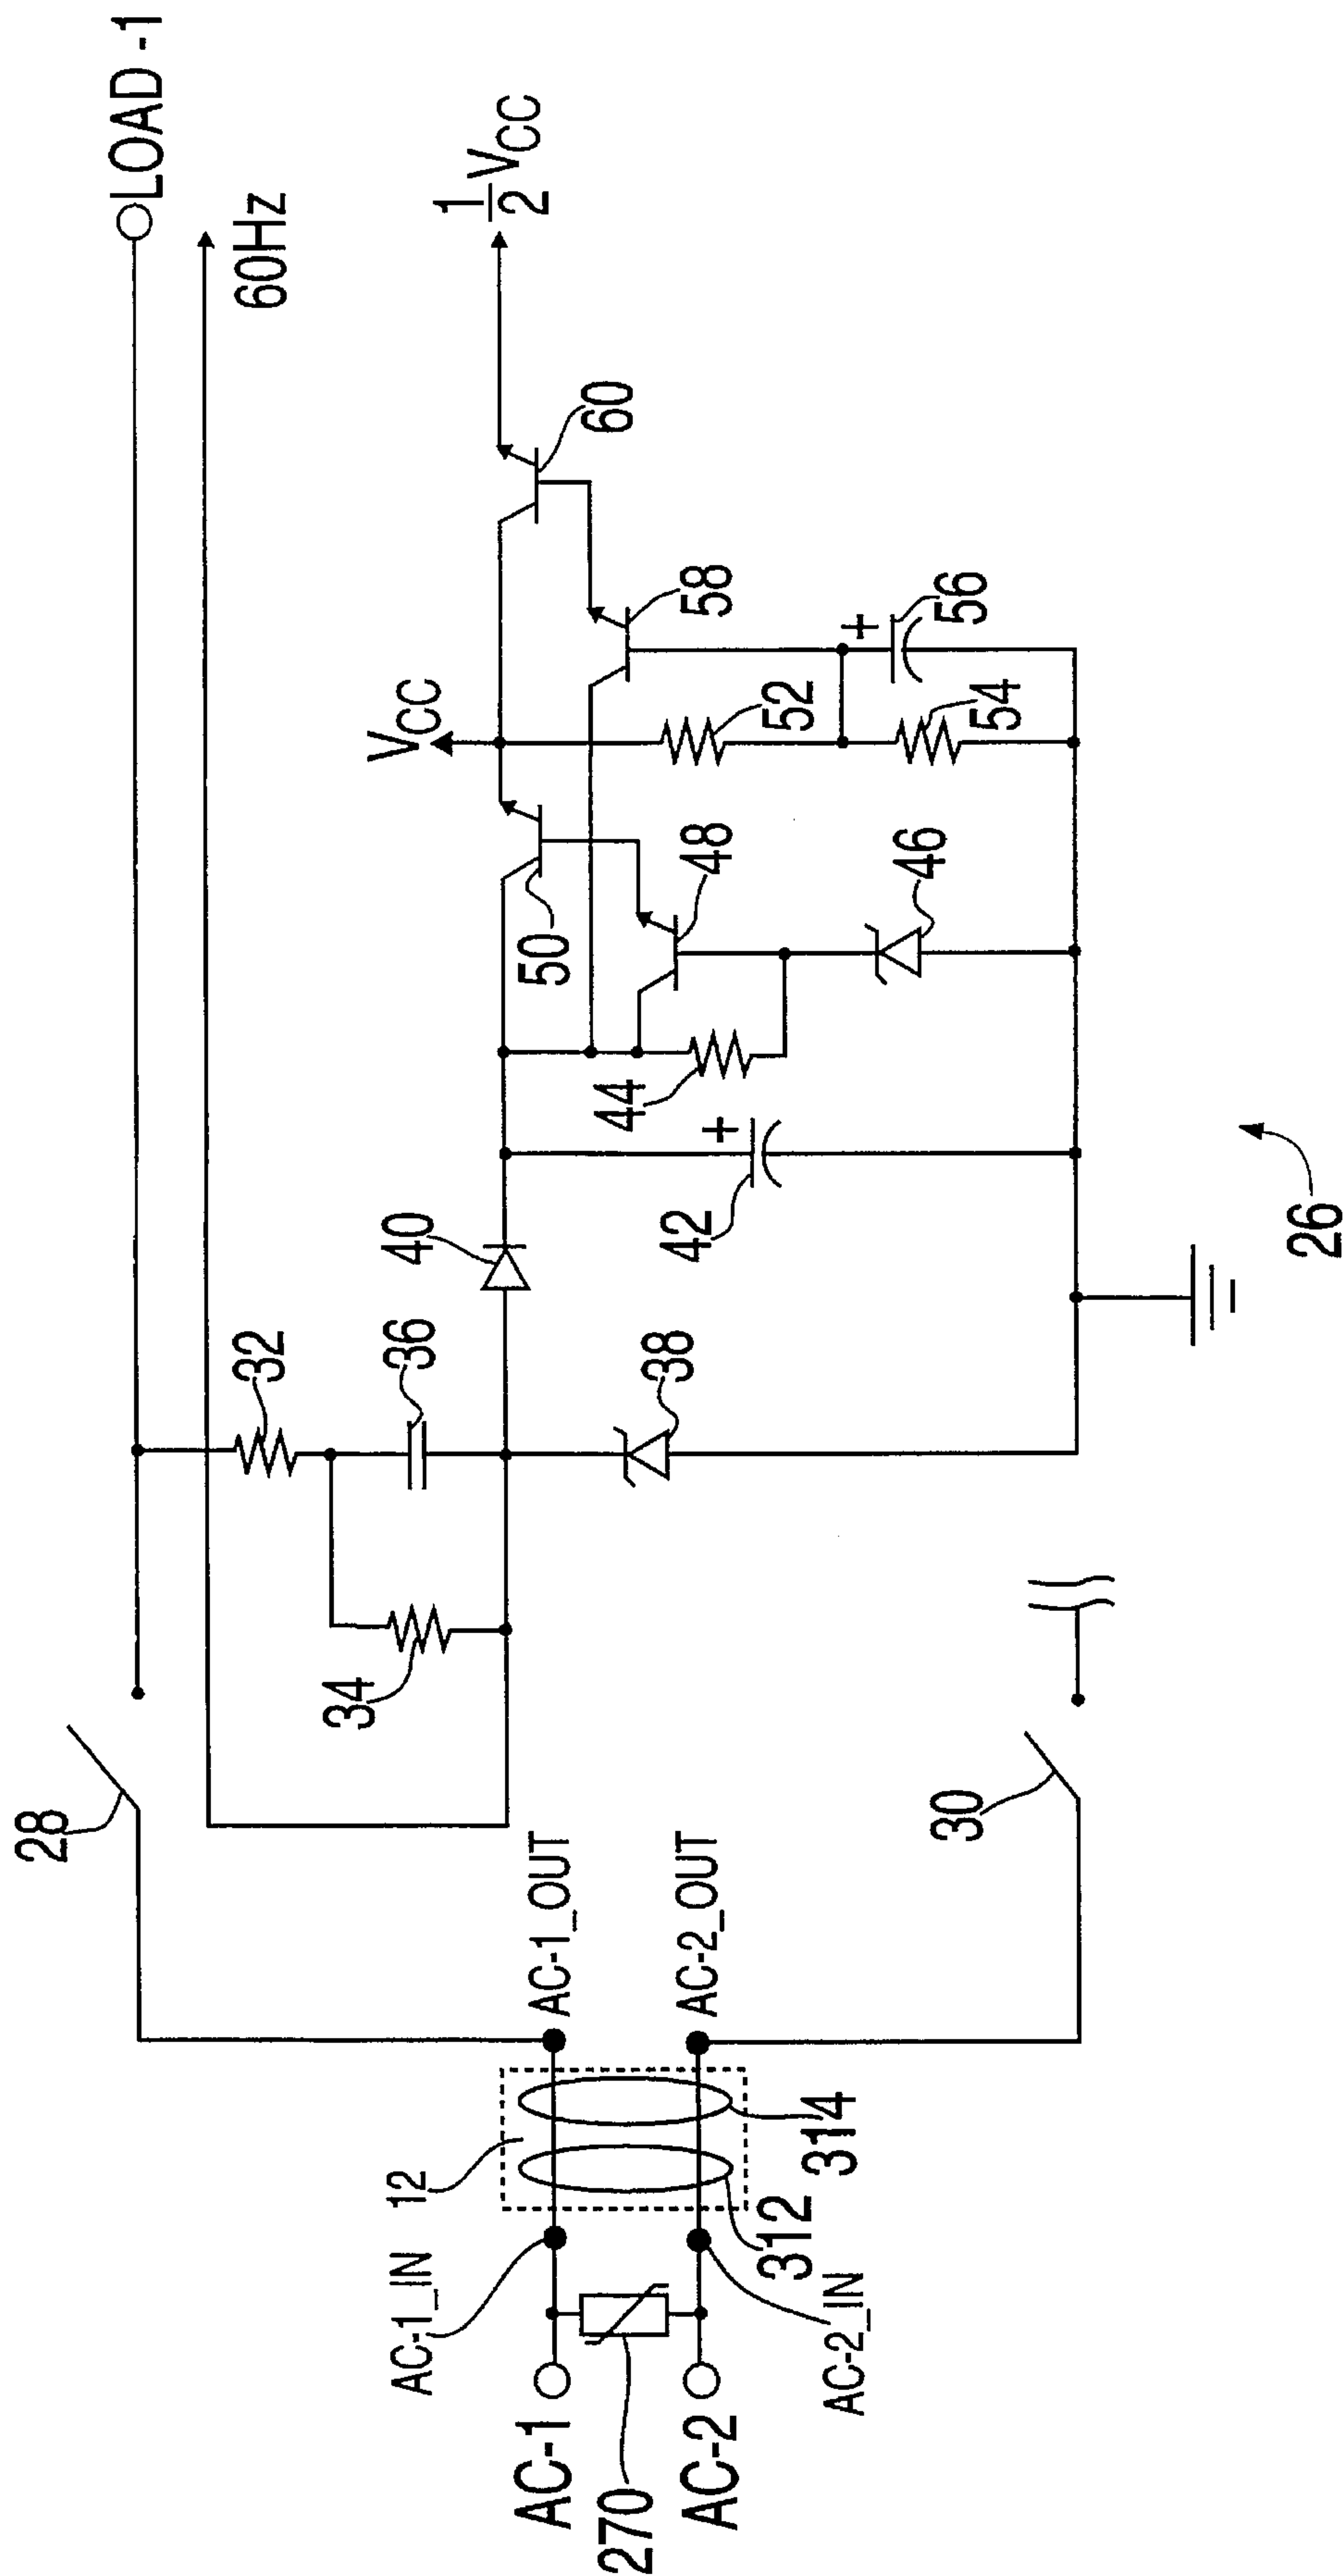 LOAD -1
60Hz
1/2 VCC
VCC
28
32
34
36
38
40
42
44
46
48
50
52
54
56
58
60
+
+
AC-1_OUT
AC-2_OUT
30
12
314
312
AC-1_IN
AC-2_IN
AC-1
AC-2
270
26